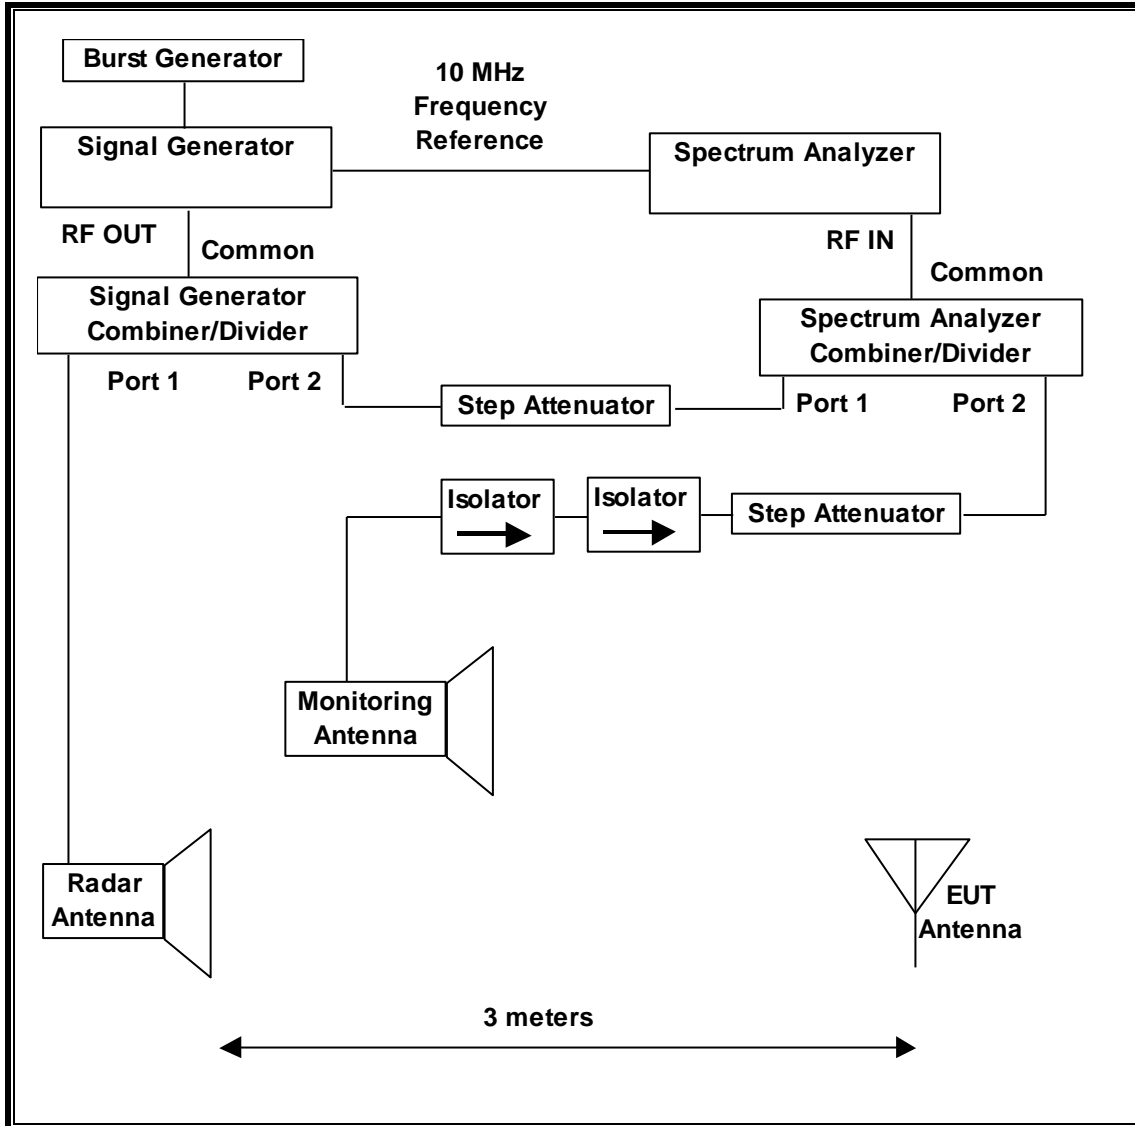 Burst Generator
10 MHz
Frequency
Reference
Signal Generator
Spectrum Analyzer
RF OUT
Common
RF IN
Common
Signal Generator
Combiner/Divider
Spectrum Analyzer
Combiner/Divider
Port 1
Port 2
Step Attenuator
Port 1
Port 2
Isolator
Isolator
Step Attenuator
Monitoring
Antenna
Radar
Antenna
EUT
Antenna
3 meters